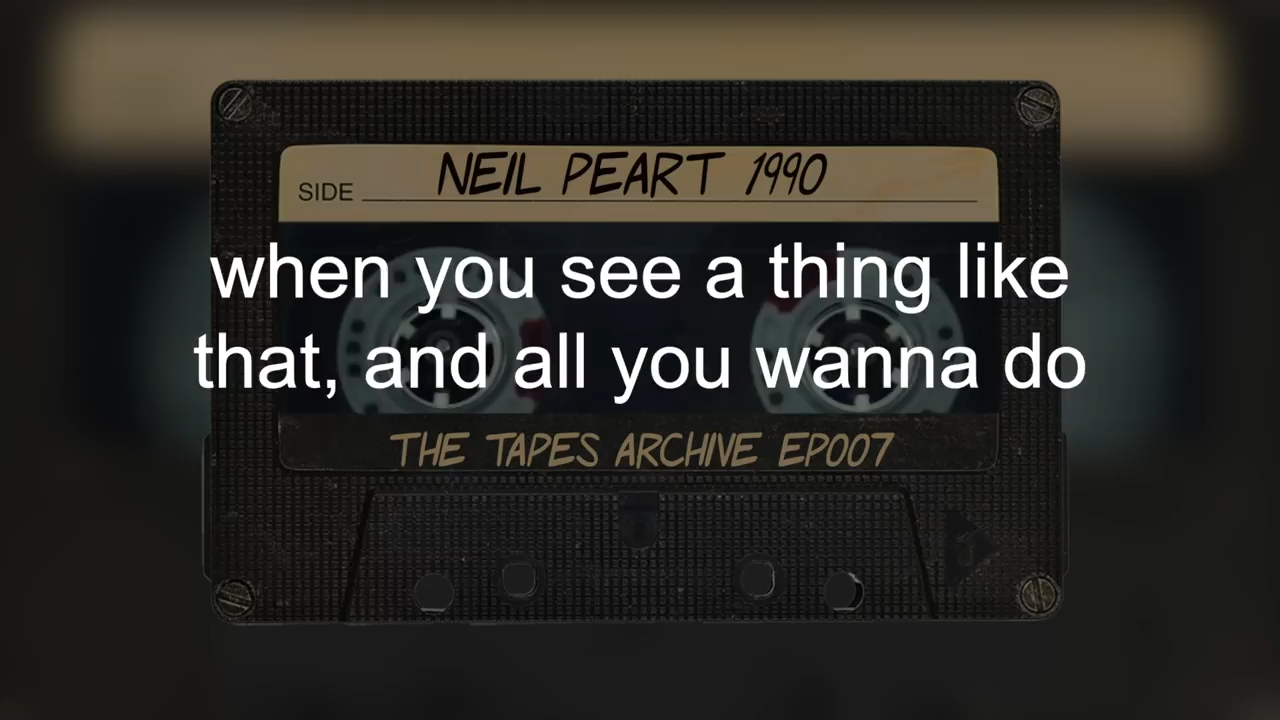 NEIL PEART 1990
SIDE
when you see a thing like
that, and all you wanna do
THE TAPES ARCHIVE EP007